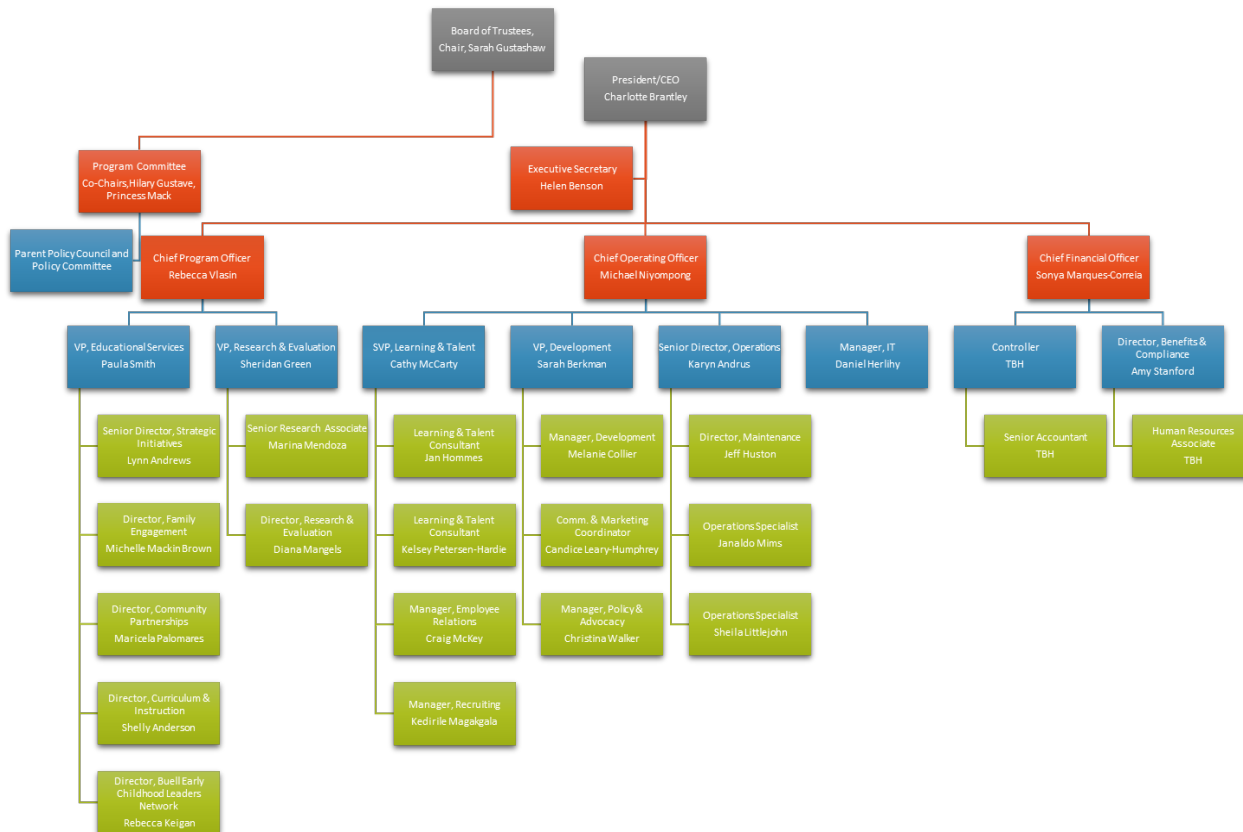 Board of Trustees,
Chair, Sarah Gustashaw
President/CEO
Charlotte Brantley
Program Committee
Co-Chairs,Hilary Gustave,
Princess Mack
Executive Secretary
Helen Benson
Parent Policy Council and
Policy Committee
Chief Program Officer
Rebecca Vlasin
Chief Operating Officer
Michael Niyompong
Chief Financial Officer
Sonya Marques-Correia
VP, Educational Services
Paula Smith
VP, Research & Evaluation
Sheridan Green
SVP, Learning & Talent
Cathy McCarty
VP, Development
Sarah Berkman
Senior Director, Operations
Karyn Andrus
Manager, IT
Daniel Herlihy
Controller
TBH
Director, Benefits &
Compliance
Amy Stanford
Senior Director, Strategic
Initiatives
Lynn Andrews
Senior Research Associate
Marina Mendoza
Learning & Talent
Consultant
Jan Hommes
Manager, Development
Melanie Collier
Director, Maintenance
Jeff Huston
Senior Accountant
TBH
Human Resources
Associate
TBH
Director, Family
Engagement
Michelle Mackin Brown
Director, Research &
Evaluation
Diana Mangels
Learning & Talent
Consultant
Kelsey Petersen-Hardie
Comm. & Marketing
Coordinator
Candice Leary-Humphrey
Operations Specialist
Janaldo Mims
Director, Community
Partnerships
Maricela Palomares
Manager, Employee
Relations
Craig McKey
Manager, Policy &
Advocacy
Christina Walker
Operations Specialist
Sheila Littlejohn
Director, Curriculum &
Instruction
Shelly Anderson
Manager, Recruiting
Kedirile Magakgala
Director, Buell Early
Childhood Leaders
Network
Rebecca Keigan